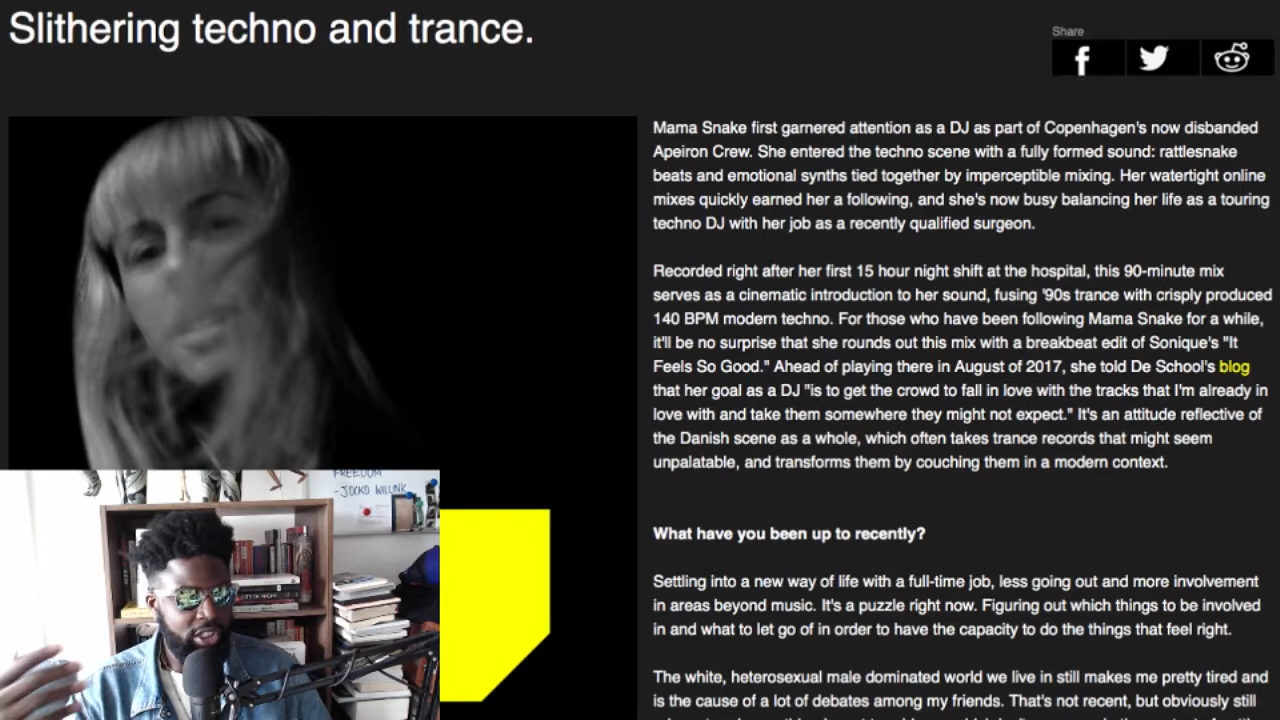 Slithering techno and trance.
Share
Mama Snake first garnered attention as a DJ as part of Copenhagen's now disbanded
Apeiron Crew. She entered the techno scene with a fully formed sound: rattlesnake
beats and emotional synths tied together by imperceptible mixing. Her watertight online
mixes quickly earned her a following, and she's now busy balancing her life as a touring
techno DJ with her job as a recently qualified surgeon.
Recorded right after her first 15 hour night shift at the hospital, this 90-minute mix
serves as a cinematic introduction to her sound, fusing '90s trance with crisply produced
140 BPM modern techno. For those who have been following Mama Snake for a while,
it'll be no surprise that she rounds out this mix with a breakbeat edit of Sonique's "It
Feels So Good." Ahead of playing there in August of 2017, she told De School's blog
that her goal as a DJ "is to get the crowd to fall in love with the tracks that I'm already in
love with and take them somewhere they might not expect." It's an attitude reflective of
the Danish scene as a whole, which often takes trance records that might seem
unpalatable, and transforms them by couching them in a modern context.
What have you been up to recently?
Settling into a new way of life with a full-time job, less going out and more involvement
in areas beyond music. It's a puzzle right now. Figuring out which things to be involved
in and what to let go of in order to have the capacity to do the things that feel right.
The white, heterosexual male dominated world we live in still makes me pretty tired and
is the cause of a lot of debates among my friends. That's not recent, but obviously still
FREEDOM
-JOCKO WILLINK
CITY OF NIGHT